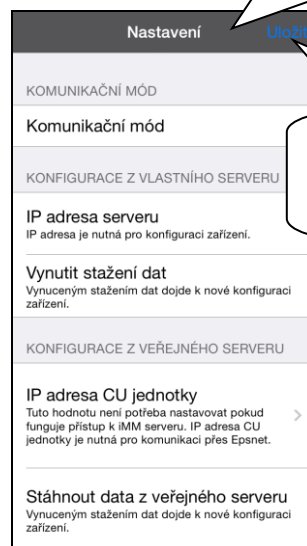 Nastavení
Uložit
KOMUNIKAČNÍ MÓD
Komunikační mód
KONFIGURACE Z VLASTNÍHO SERVERU
IP adresa serveru
IP adresa je nutná pro konfiguraci zařízení.
Vynutit stažení dat
Vynuceným stažením dat dojde k nové konfiguraci
zařízení.
KONFIGURACE Z VEŘEJNÉHO SERVERU
IP adresa CU jednotky
Tuto hodnotu není potřeba nastavovat pokud
funguje přístup k iMM serveru. IP adresa CU
jednotky je nutná pro komunikaci přes Epsnet.
Stáhnout data z veřejného serveru
Vynuceným stažením dat dojde k nové konfiguraci
zařízení.